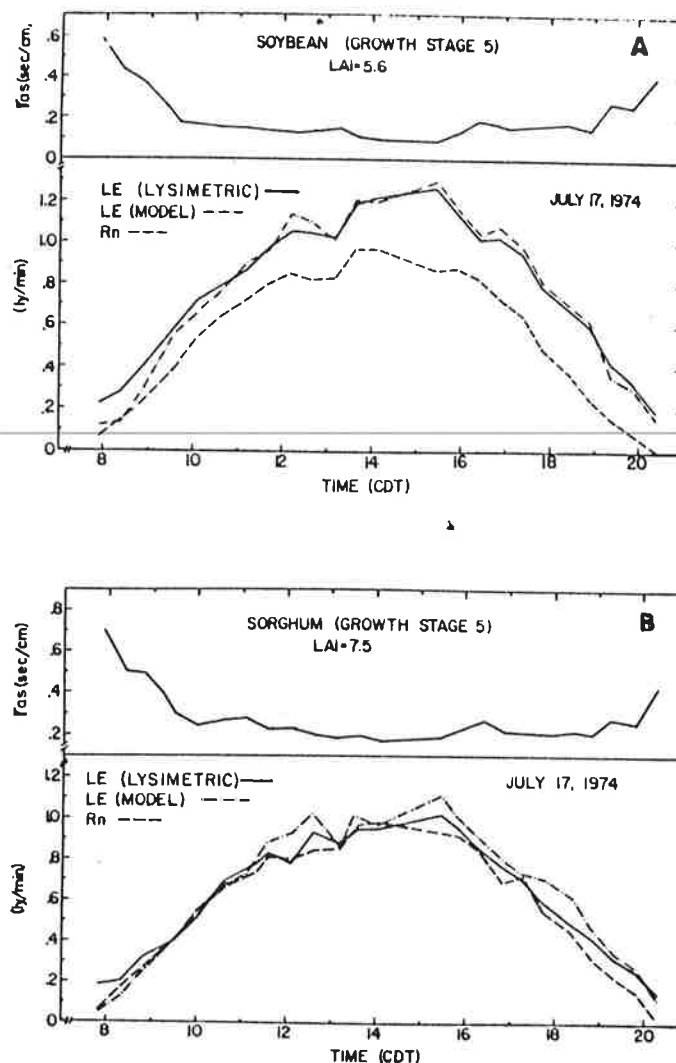 SOYBEAN (GROWTH STAGE 5)
A
LAI=5.6
ras(sec/cm)
.6
.4
.2
0
LE (LYSIMETRIC)
LE (MODEL)
Rn
JULY 17, 1974
(ly/min)
1.2
1.0
.8
.6
.4
.2
0
8 10 12 14 16 18 20
TIME (CDT)
SORGHUM (GROWTH STAGE 5)
B
LAI=7.5
ras(sec/cm)
.8
.6
.4
.2
LE (LYSIMETRIC)
LE (MODEL)
Rn
JULY 17, 1974
(ly/min)
1.2
1.0
.8
.6
.4
.2
0
8 10 12 14 16 18 20
TIME (CDT)